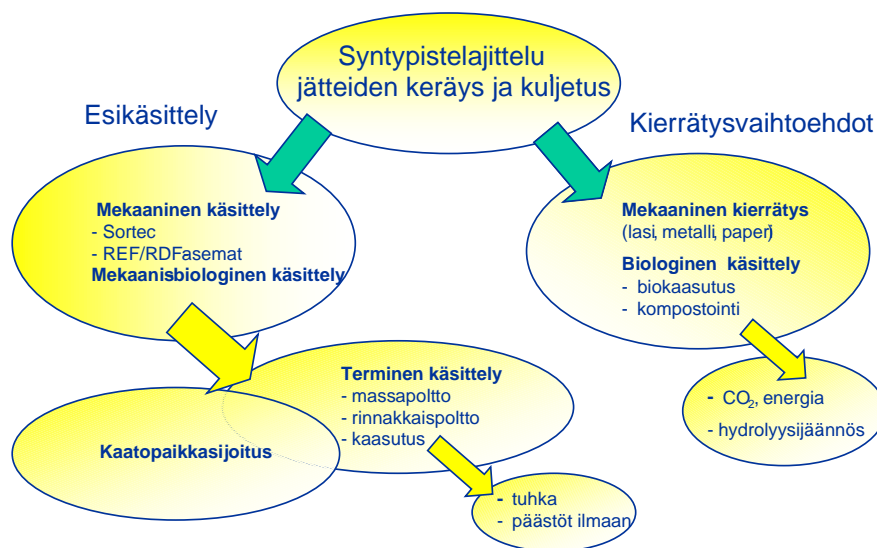 Syntypistelajittelu
jätteiden keräys ja kuljetus
Esikäsittely
Kierrätysvaihtoehdot
Mekaaninen käsittely
- Sortec
- REF/RDFasemat
Mekaanisbiologinen käsittely
Mekaaninen kierrätys
(lasi, metalli, paperi)
Biologinen käsittely
- biokaasutus
- kompostointi
Terminen käsittely
- massapoltto
- rinnakkaispoltto
- kaasutus
Kaatopaikkasijoitus
- CO₂, energia
- hydrolyysijäännös
- tuhka
- päästöt ilmaan